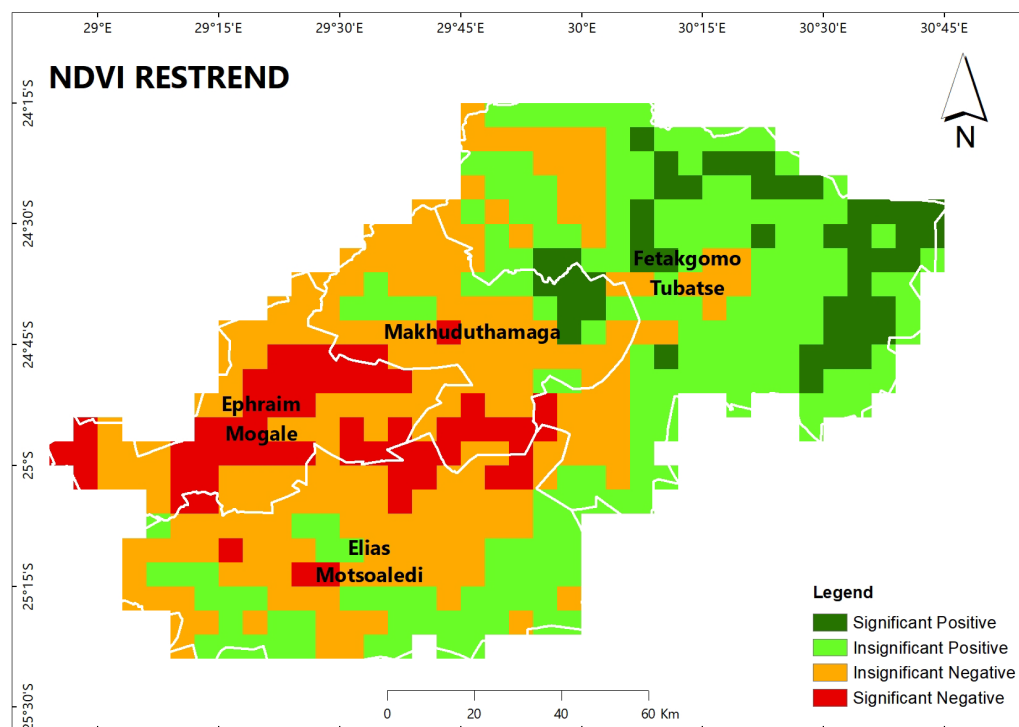 29°E 29°15'E 29°30'E 29°45'E 30°E 30°15'E 30°30'E 30°45'E
NDVI RESTREND
N
24°15'S
24°30'S
24°45'S
25°S
25°15'S
25°30'S
Fetakgomo
Tubatse
Makhuduthamaga
Ephraim
Mogale
Elias
Motsoaledi
Legend
Significant Positive
Insignificant Positive
Insignificant Negative
Significant Negative
0 20 40 60 Km